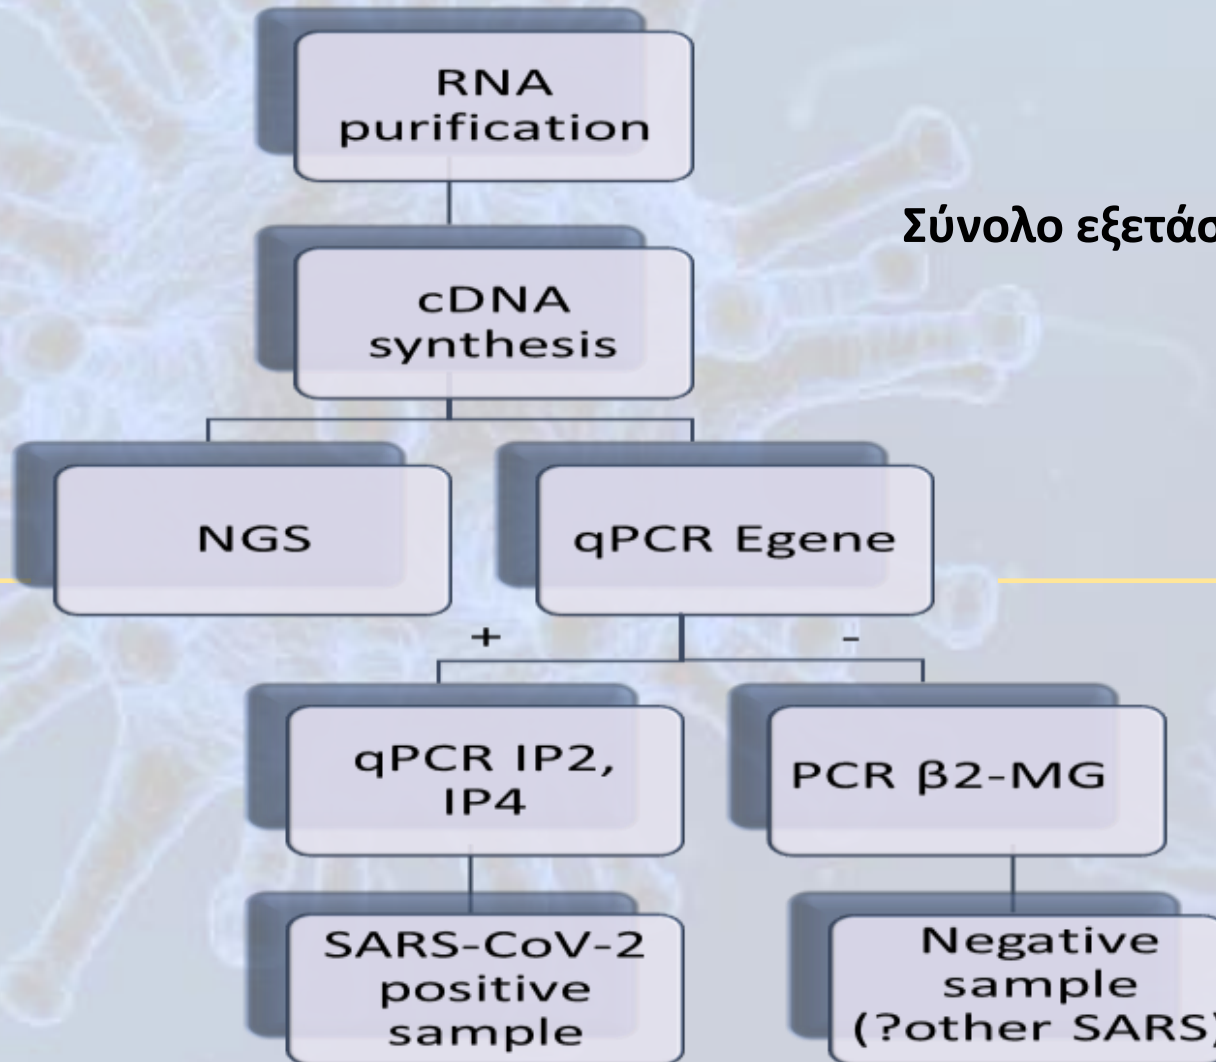 RNA
purification
Σύνολο εξετάσ
cDNA
synthesis
NGS
qPCR Egene
+
-
qPCR IP2,
IP4
PCR β2-MG
SARS-CoV-2
positive
sample
Negative
sample
(?other SARS)